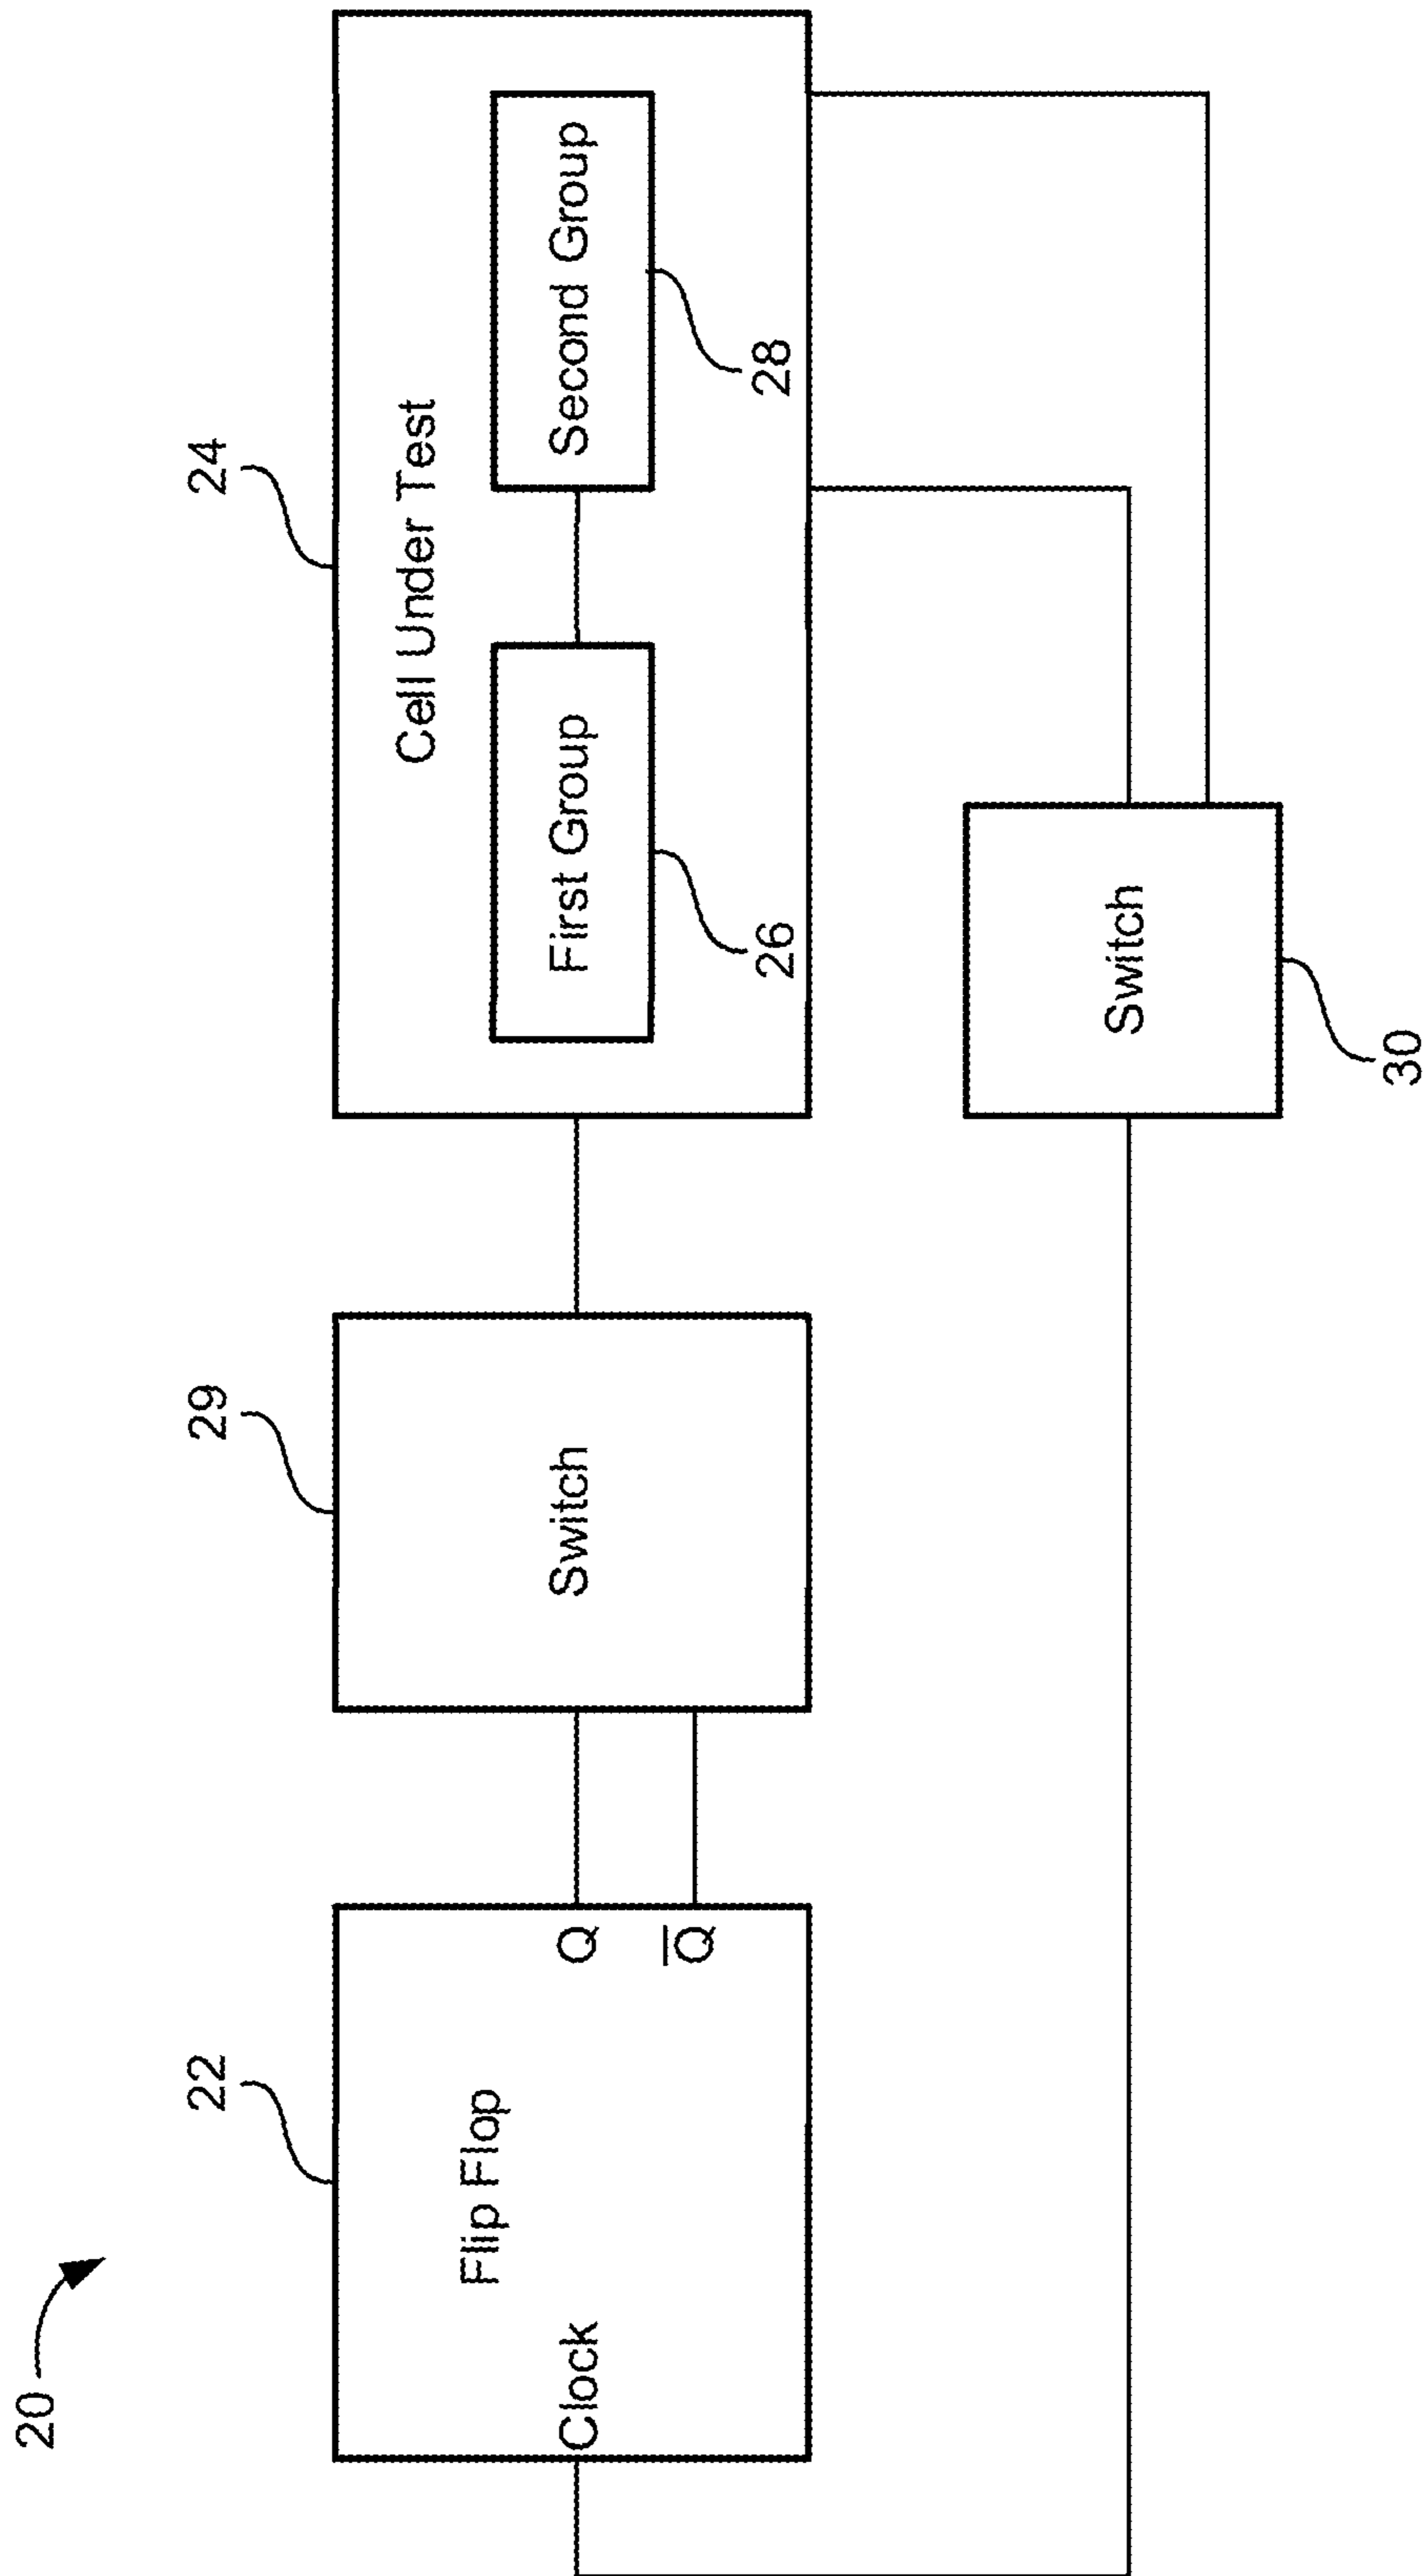 20
22
29
24
Flip Flop
Clock
Q
Q̅
Switch
Cell Under Test
First Group
Second Group
26
28
Switch
30